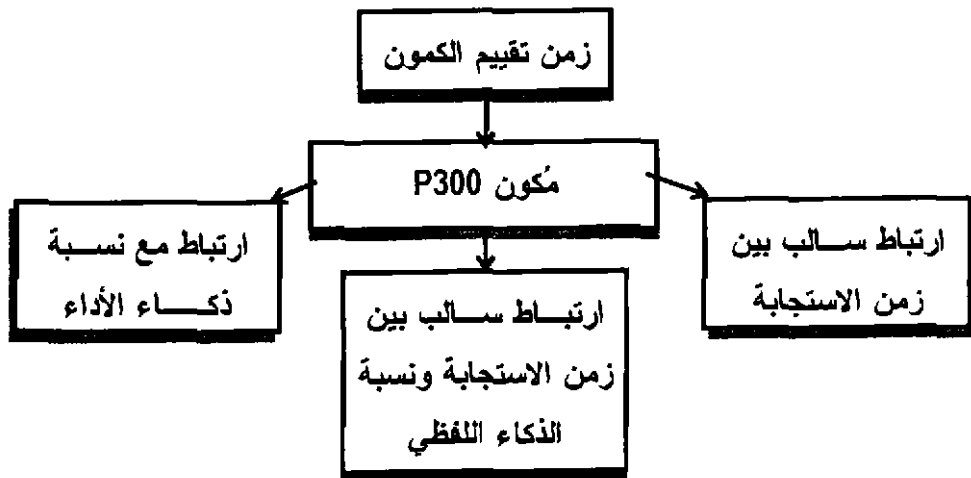 زمن تقييم الكمون
مُكون P300
ارتباط سالب بين
زمن الاستجابة
ارتباط سالب بين
زمن الاستجابة ونسبة
الذكاء اللفظي
ارتباط مع نسبة
ذكاء الأداء